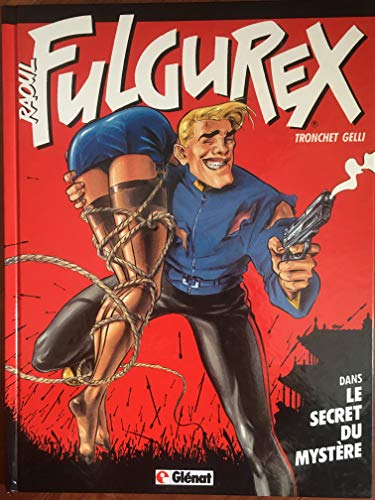 RAOUL
FULGUREX
TRONCHET GELLI
DANS
LE
SECRET
DU
MYSTÈRE
Glénat